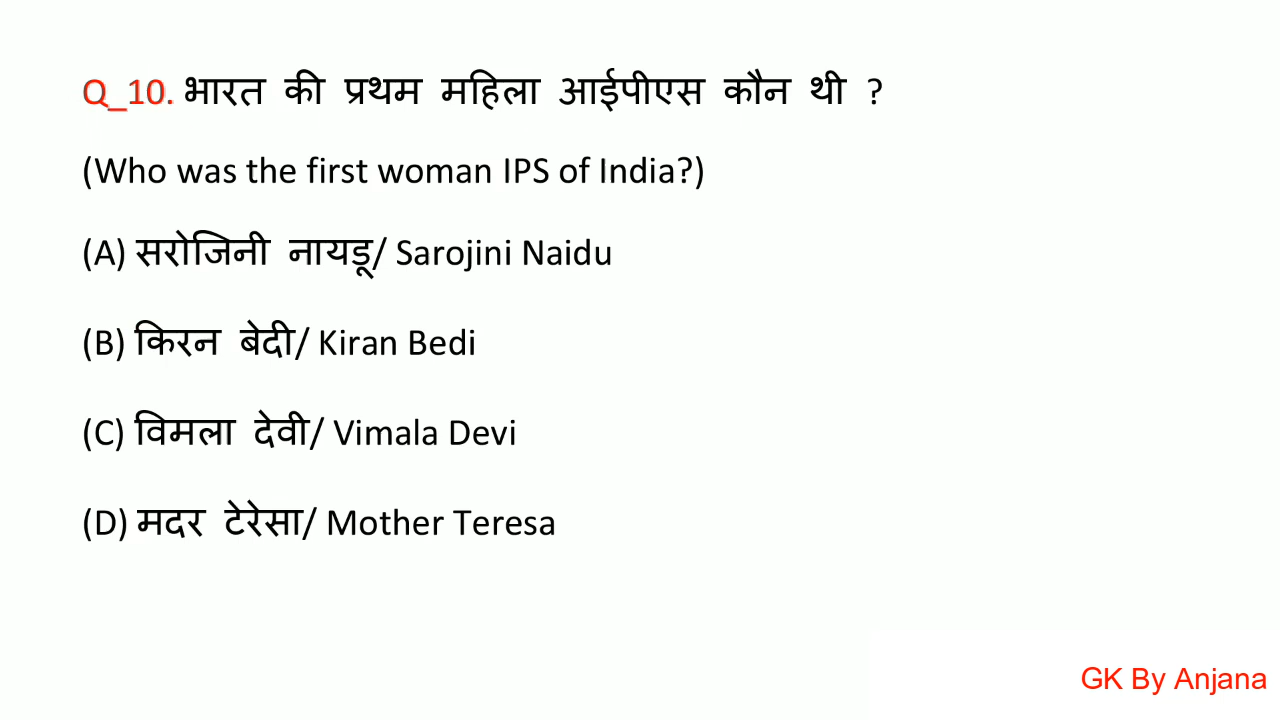 Q_10. भारत की प्रथम महिला आईपीएस कौन थी ?
(Who was the first woman IPS of India?)
(A) सरोजिनी नायडू/ Sarojini Naidu
(B) किरन बेदी/ Kiran Bedi
(C) विमला देवी/ Vimala Devi
(D) मदर टेरेसा/ Mother Teresa
GK By Anjana